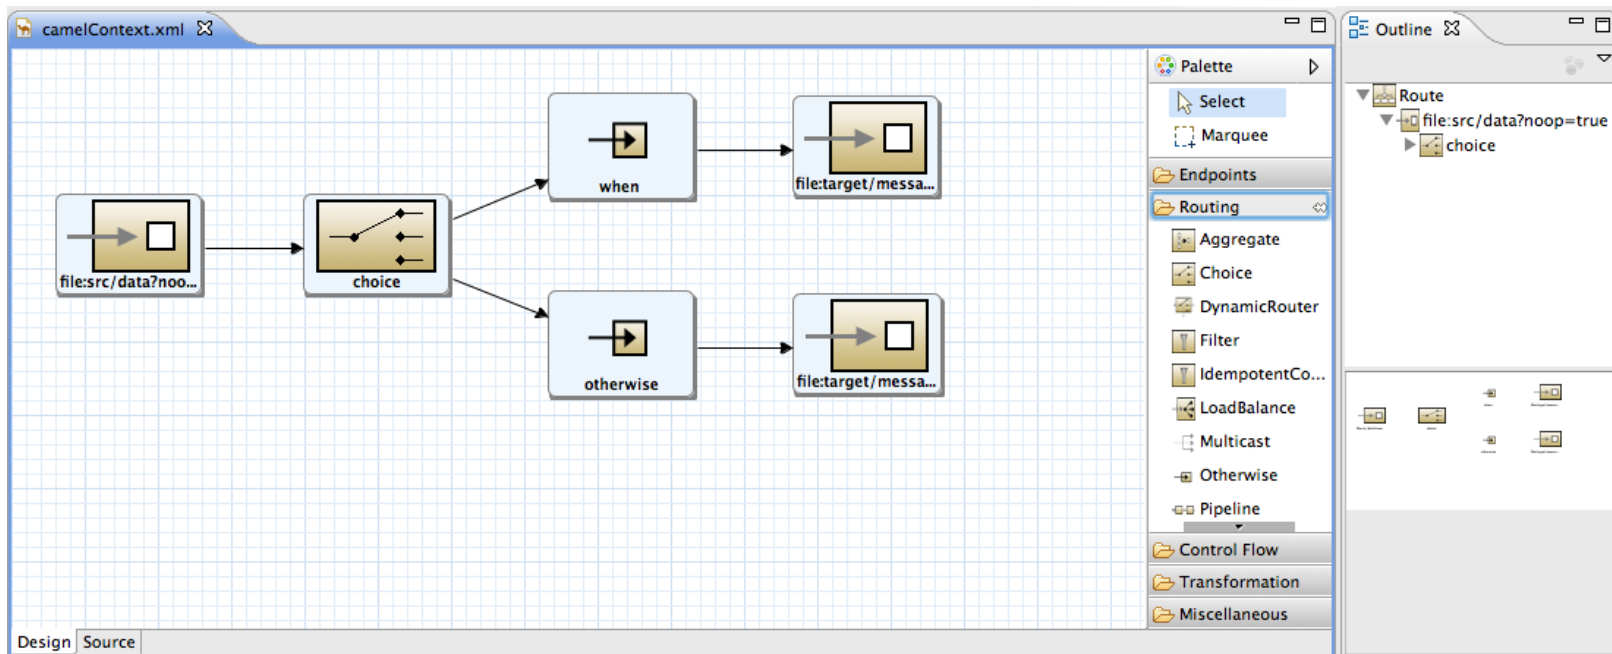 camelContext.xml
file:src/data?noo...
choice
when
otherwise
file:target/messa...
file:target/messa...
Palette
Select
Marquee
Endpoints
Routing
Aggregate
Choice
DynamicRouter
Filter
IdempotentCo...
LoadBalance
Multicast
Otherwise
Pipeline
Control Flow
Transformation
Miscellaneous
Design Source
Outline
Route
file:src/data?noop=true
choice